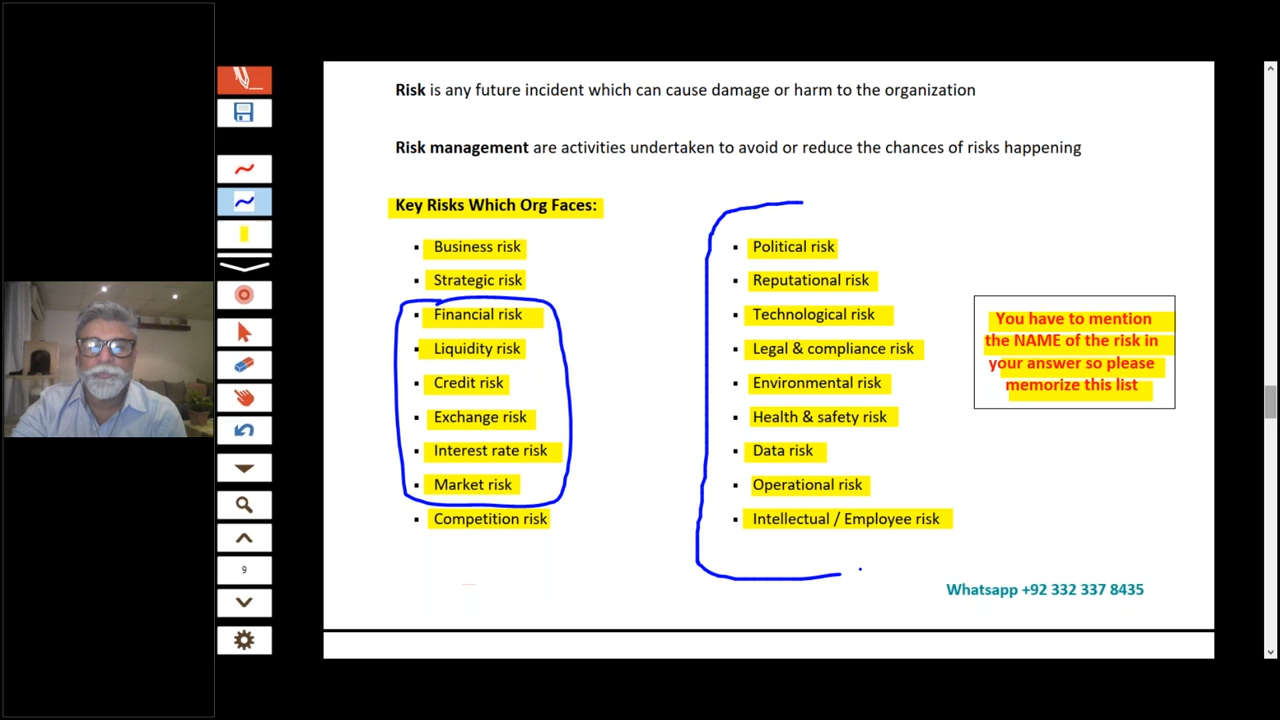 Risk is any future incident which can cause damage or harm to the organization
Risk management are activities undertaken to avoid or reduce the chances of risks happening
Key Risks Which Org Faces:
▪ Business risk
▪ Strategic risk
▪ Financial risk
▪ Liquidity risk
▪ Credit risk
▪ Exchange risk
▪ Interest rate risk
▪ Market risk
▪ Competition risk
▪ Political risk
▪ Reputational risk
▪ Technological risk
▪ Legal & compliance risk
▪ Environmental risk
▪ Health & safety risk
▪ Data risk
▪ Operational risk
▪ Intellectual / Employee risk
You have to mention
the NAME of the risk in
your answer so please
memorize this list
Whatsapp +92 332 337 8435
9